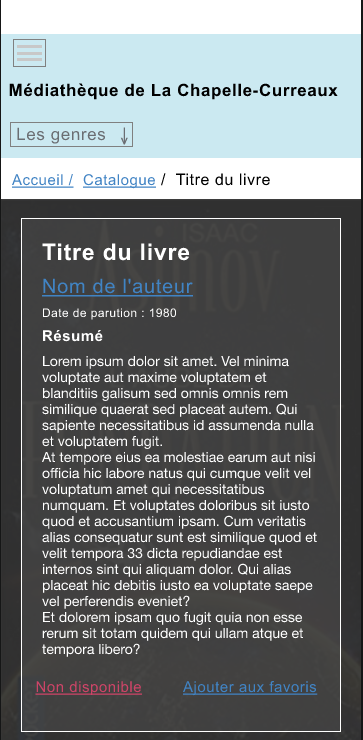 Médiathèque de La Chapelle-Curreaux
Les genres ↓
Accueil / Catalogue / Titre du livre
ISAAC
Asimov
Titre du livre
Nom de l'auteur
Date de parution : 1980
Résumé
Lorem ipsum dolor sit amet. Vel minima
voluptate aut maxime voluptatem et
blanditiis galisum sed omnis omnis rem
similique quaerat sed placeat autem. Qui
sapiente necessitatibus id assumenda nulla
et voluptatem fugit.
At tempore eius ea molestiae earum aut nisi
officia hic labore natus qui cumque velit vel
voluptatum amet qui necessitatibus
numquam. Et voluptates doloribus sit iusto
quod et accusantium ipsam. Cum veritatis
alias consequatur sunt est similique quod et
velit tempora 33 dicta repudiandae est
internos sint qui aliquam dolor. Qui alias
placeat hic debitis iusto ea voluptate saepe
vel perferendis eveniet?
Et dolorem ipsam quo fugit quia non esse
rerum sit totam quidem qui ullam atque et
tempora libero?
Non disponible Ajouter aux favoris